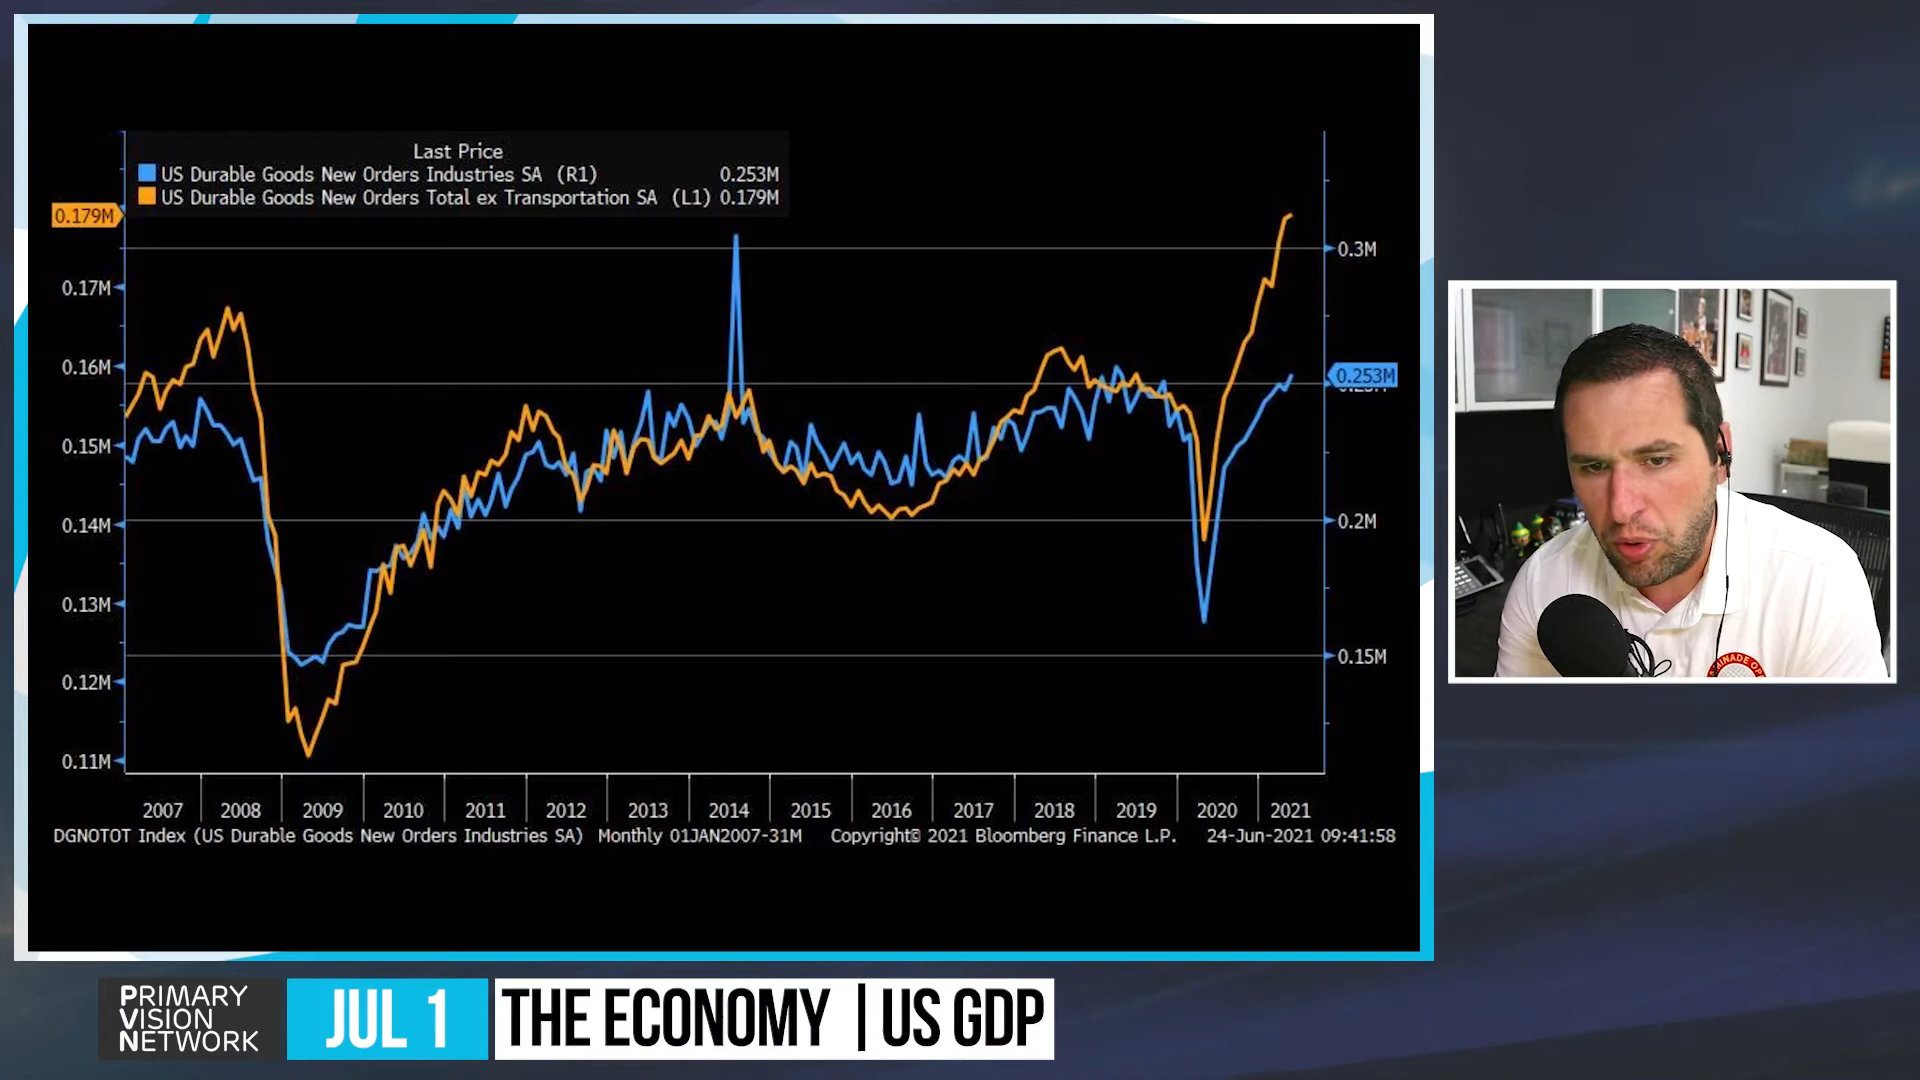 Last Price
US Durable Goods New Orders Industries SA (R1) 0.253M
US Durable Goods New Orders Total ex Transportation SA (L1) 0.179M
0.179M
0.17M
0.16M
0.15M
0.14M
0.13M
0.12M
0.11M
0.3M
0.253M
0.2M
0.15M
2007 2008 2009 2010 2011 2012 2013 2014 2015 2016 2017 2018 2019 2020 2021
DGNOTOT Index (US Durable Goods New Orders Industries SA) Monthly 01JAN2007-31M Copyright© 2021 Bloomberg Finance L.P. 24-Jun-2021 09:41:58
PRIMARY
VISION
NETWORK
JUL 1
THE ECONOMY | US GDP